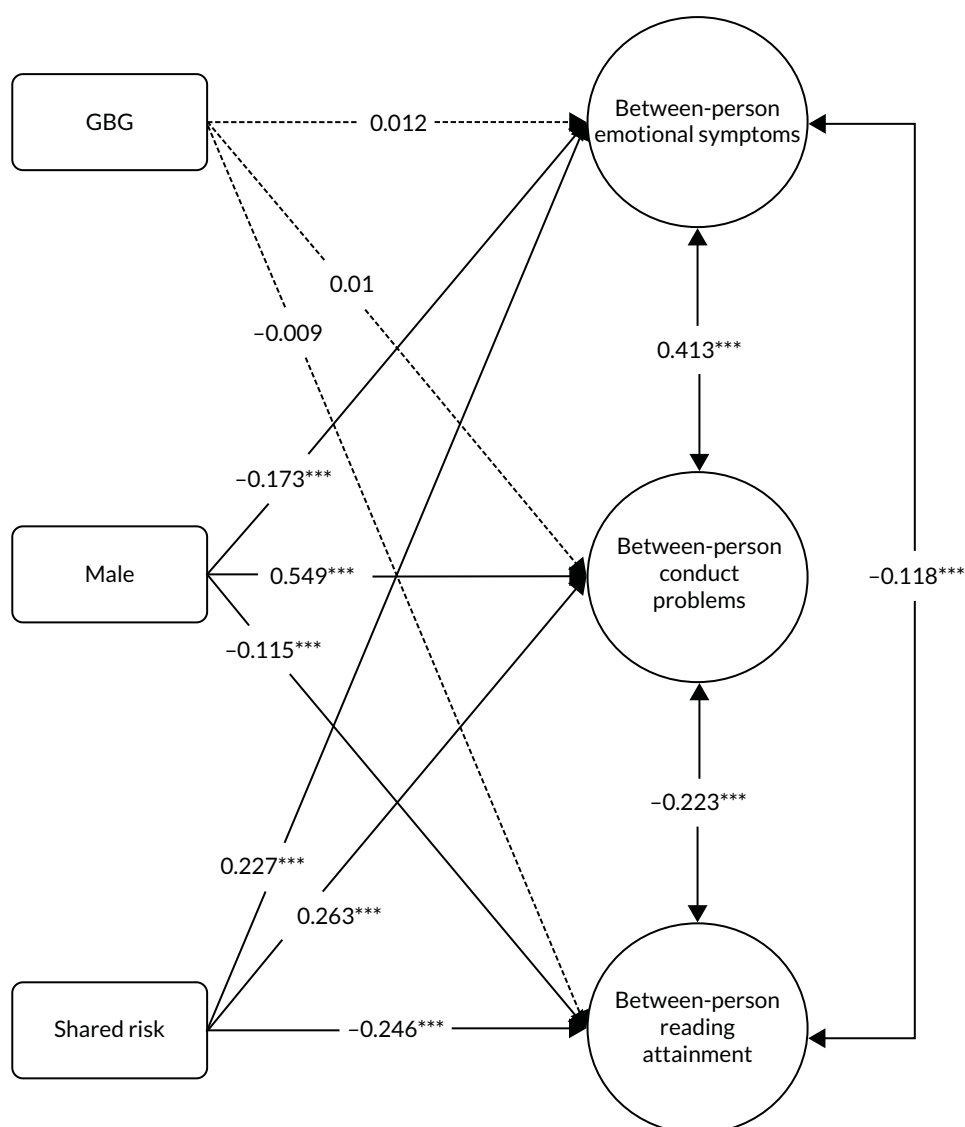 GBG
0.012
Between-person
emotional symptoms
0.01
–0.009
0.413***
–0.173***
Male
0.549***
Between-person
conduct
problems
–0.118***
–0.115***
–0.223***
0.227***
0.263***
Shared risk
–0.246***
Between-person
reading
attainment